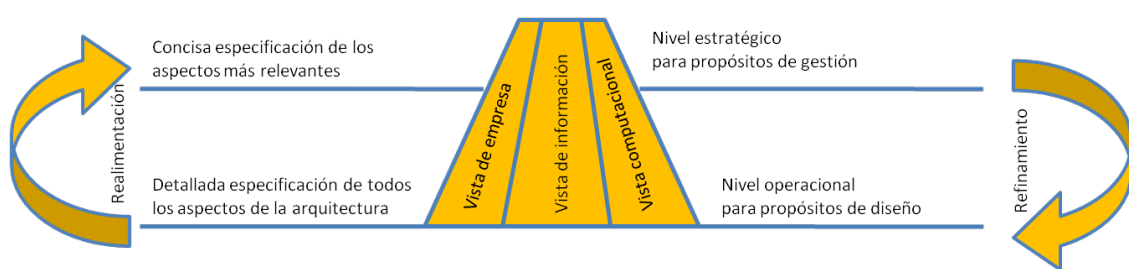 Realimentación
Concisa especificación de los
aspectos más relevantes
Detallada especificación de todos
los aspectos de la arquitectura
Vista de empresa
Vista de información
Vista computacional
Nivel estratégico
para propósitos de gestión
Nivel operacional
para propósitos de diseño
Refinamiento